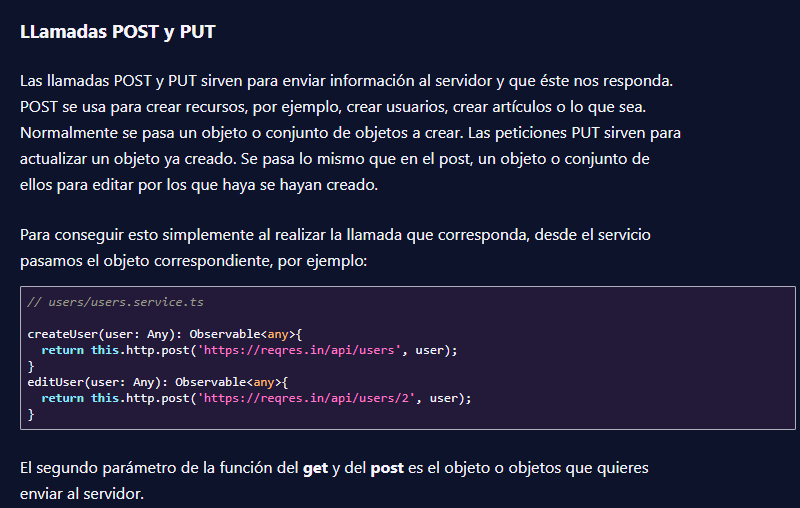 LLamadas POST y PUT
Las llamadas POST y PUT sirven para enviar información al servidor y que éste nos responda.
POST se usa para crear recursos, por ejemplo, crear usuarios, crear artículos o lo que sea.
Normalmente se pasa un objeto o conjunto de objetos a crear. Las peticiones PUT sirven para
actualizar un objeto ya creado. Se pasa lo mismo que en el post, un objeto o conjunto de
ellos para editar por los que haya se hayan creado.
Para conseguir esto simplemente al realizar la llamada que corresponda, desde el servicio
pasamos el objeto correspondiente, por ejemplo:
// users/users.service.ts
createUser(user: Any): Observable<any>{
  return this.http.post('https://reqres.in/api/users', user);
}
editUser(user: Any): Observable<any>{
  return this.http.post('https://reqres.in/api/users/2', user);
}
El segundo parámetro de la función del get y del post es el objeto o objetos que quieres
enviar al servidor.